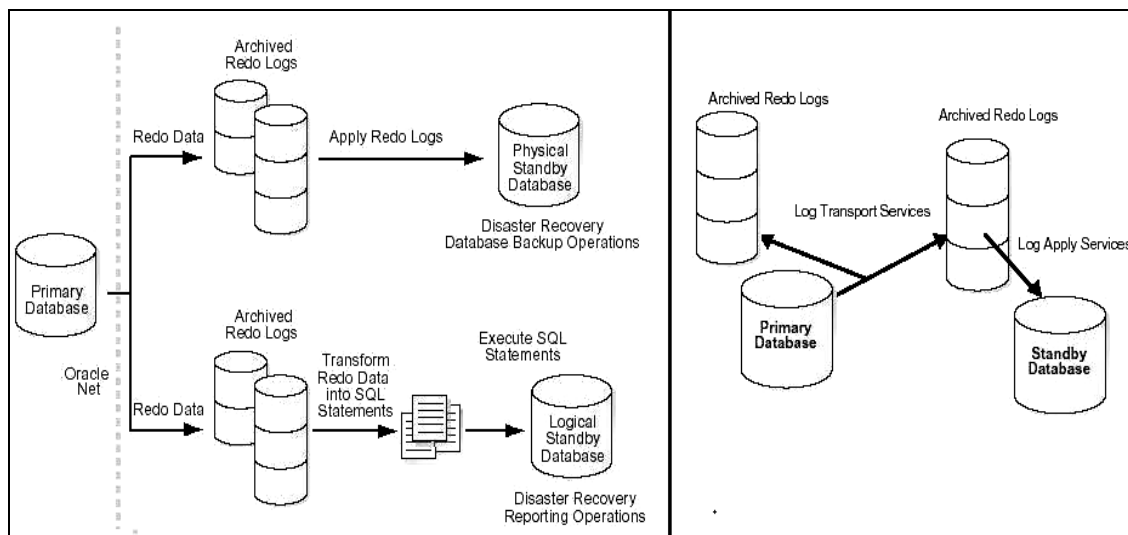 Archived
Redo Logs
Redo Data
Apply Redo Logs
Physical
Standby
Database
Disaster Recovery
Database Backup Operations
Primary
Database
Oracle
Net
Archived
Redo Logs
Redo Data
Transform
Redo Data
into SQL
Statements
Execute SQL
Statements
Logical
Standby
Database
Disaster Recovery
Reporting Operations
Archived Redo Logs
Archived Redo Logs
Log Transport Services
Log Apply Services
Primary
Database
Standby
Database